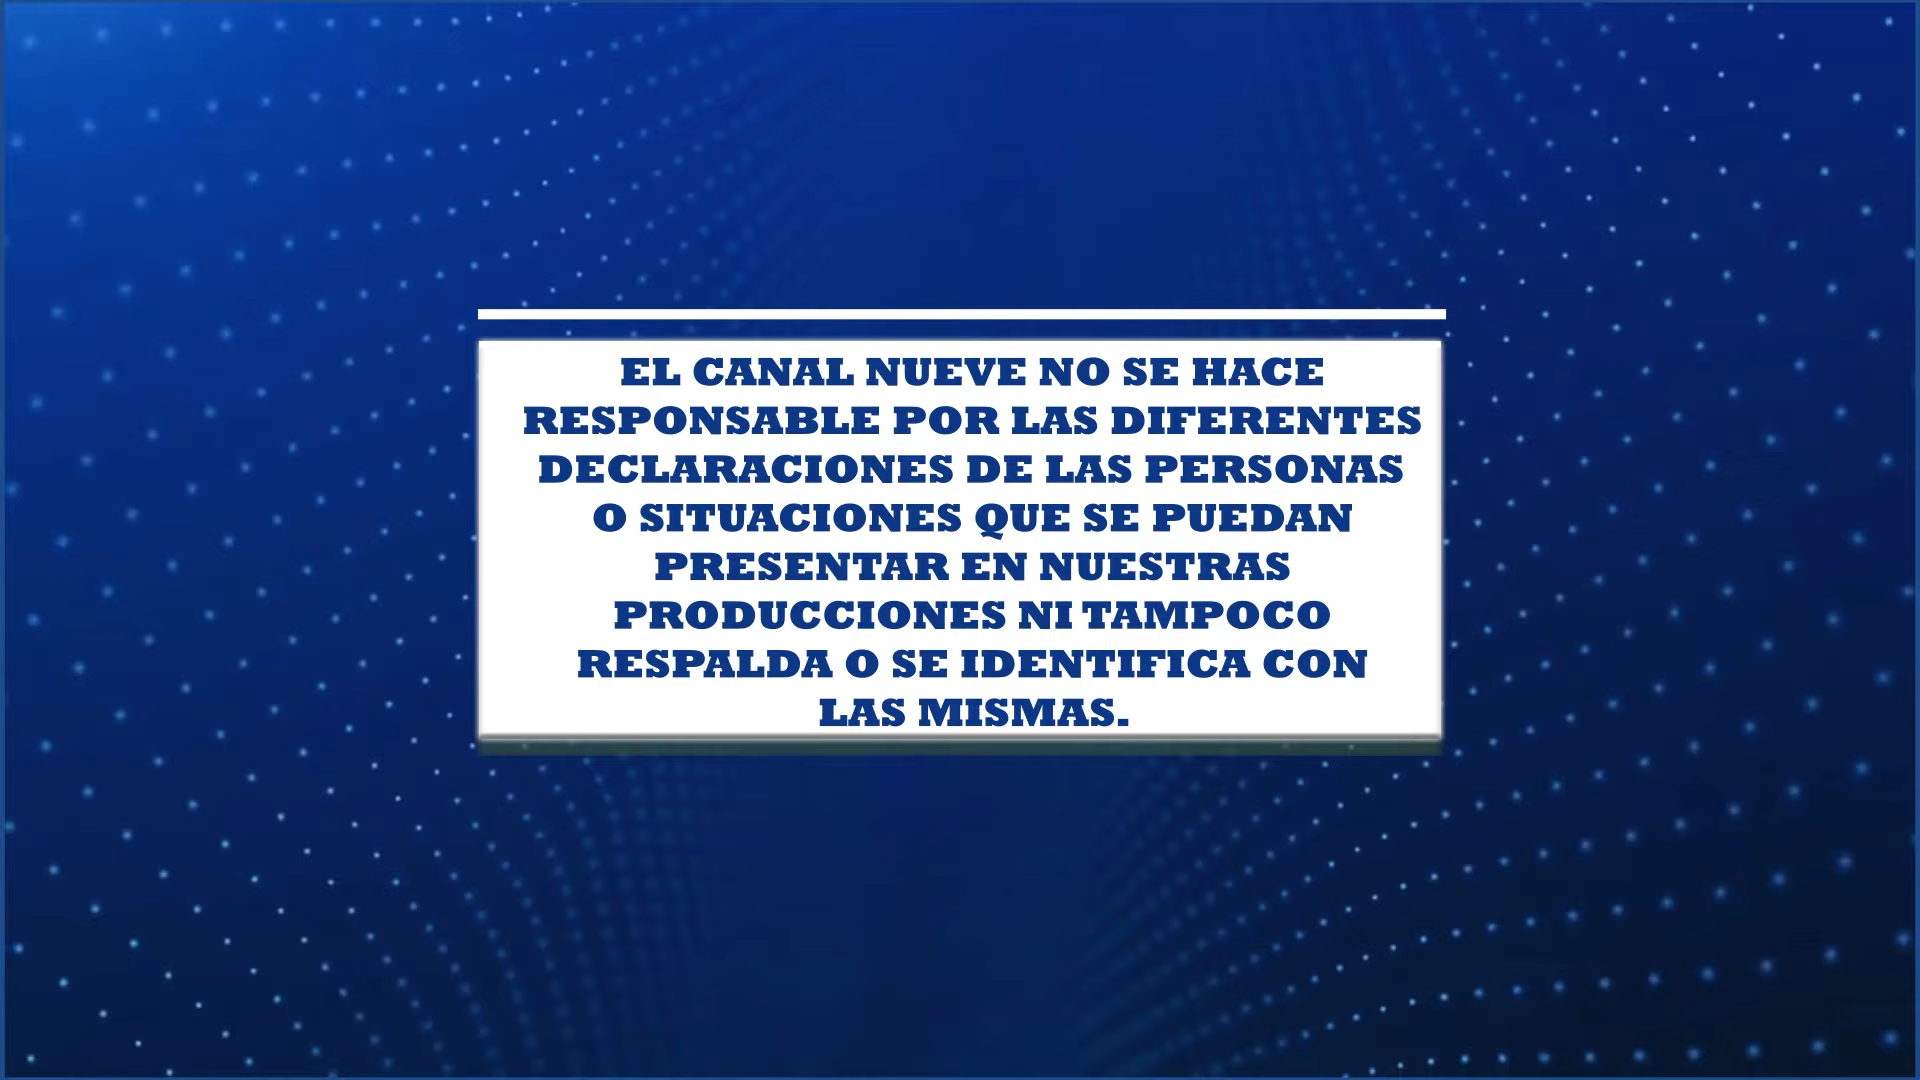 EL CANAL NUEVE NO SE HACE
RESPONSABLE POR LAS DIFERENTES
DECLARACIONES DE LAS PERSONAS
O SITUACIONES QUE SE PUEDAN
PRESENTAR EN NUESTRAS
PRODUCCIONES NI TAMPOCO
RESPALDA O SE IDENTIFICA CON
LAS MISMAS.